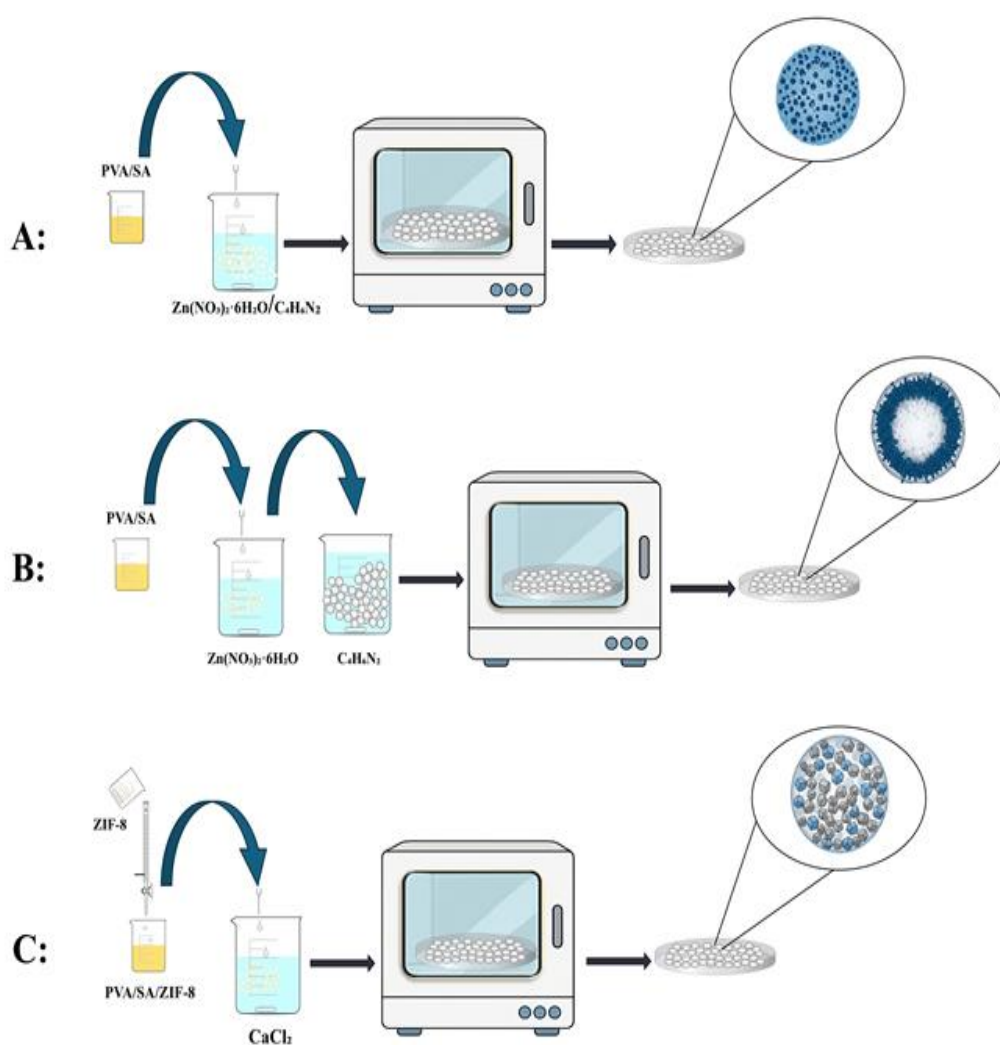 PVA/SA
A:
Zn(NO₃)₂·6H₂O/C₄H₆N₂
PVA/SA
B:
Zn(NO₃)₂·6H₂O
C₄H₆N₂
ZIF-8
C:
PVA/SA/ZIF-8
CaCl₂